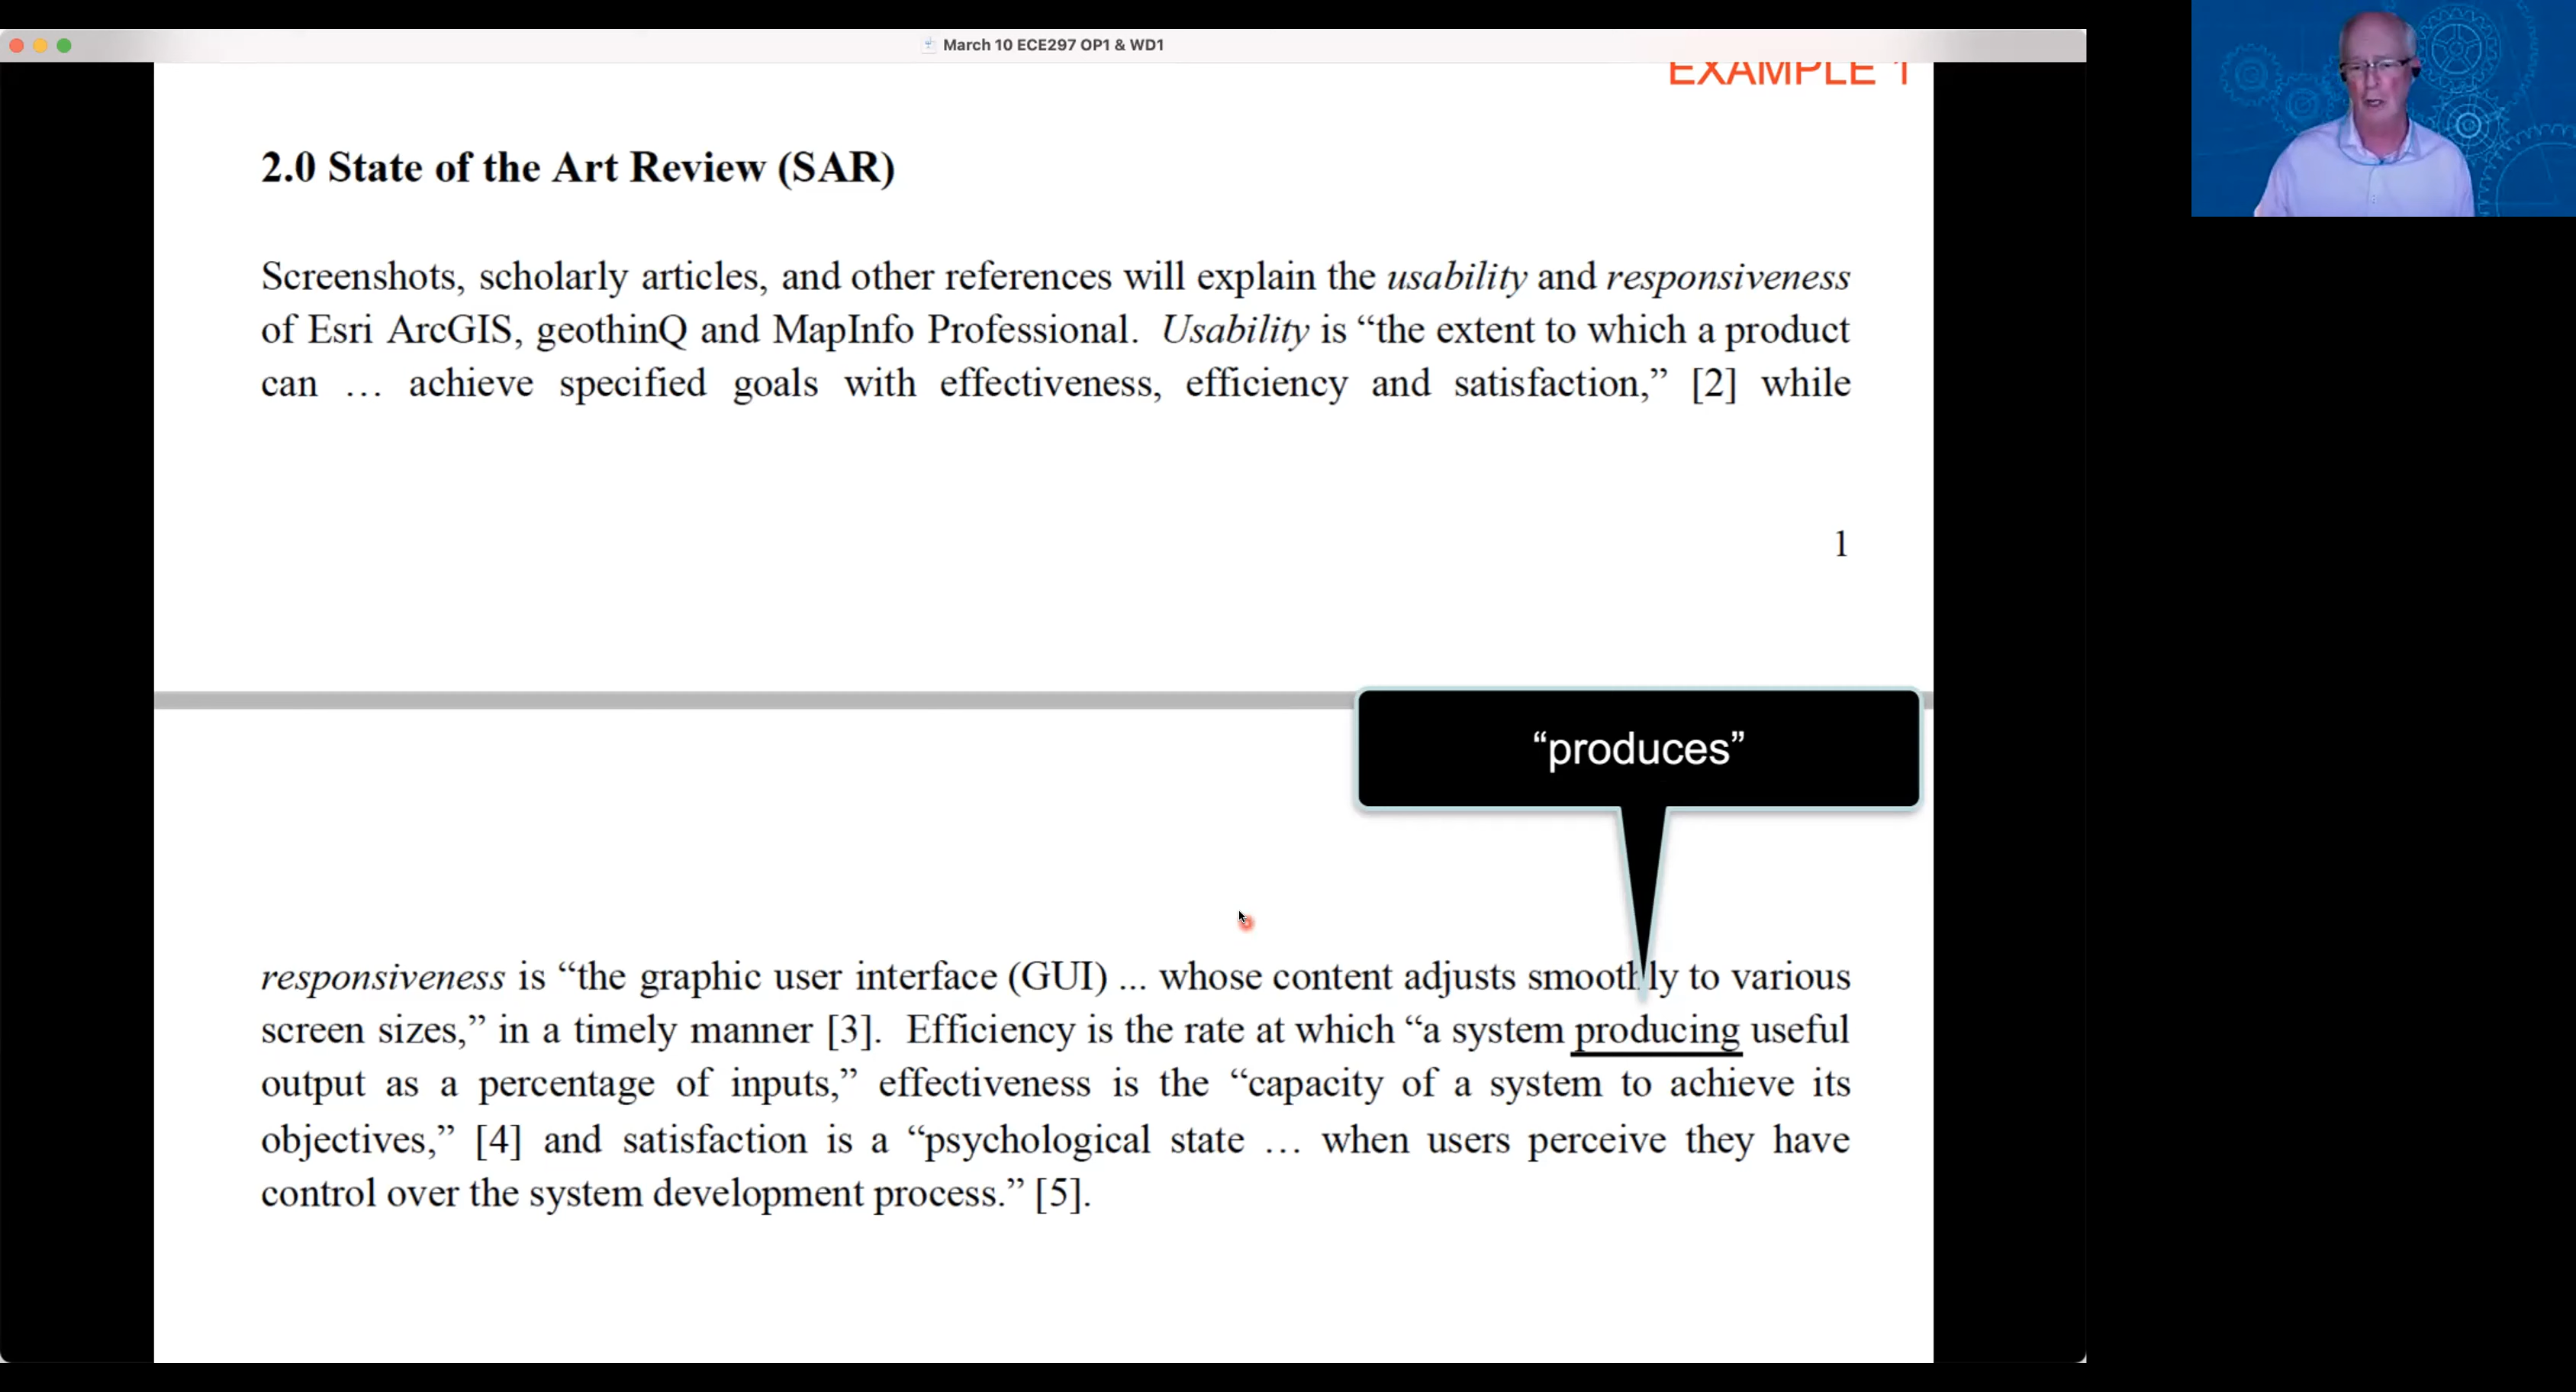 March 10 ECE297 OP1 & WD1
EXAMPLE 1
2.0 State of the Art Review (SAR)
Screenshots, scholarly articles, and other references will explain the usability and responsiveness
of Esri ArcGIS, geothinQ and MapInfo Professional. Usability is “the extent to which a product
can … achieve specified goals with effectiveness, efficiency and satisfaction,” [2] while
1
“produces”
responsiveness is “the graphic user interface (GUI) ... whose content adjusts smoothly to various
screen sizes,” in a timely manner [3]. Efficiency is the rate at which “a system producing useful
output as a percentage of inputs,” effectiveness is the “capacity of a system to achieve its
objectives,” [4] and satisfaction is a “psychological state … when users perceive they have
control over the system development process.” [5].